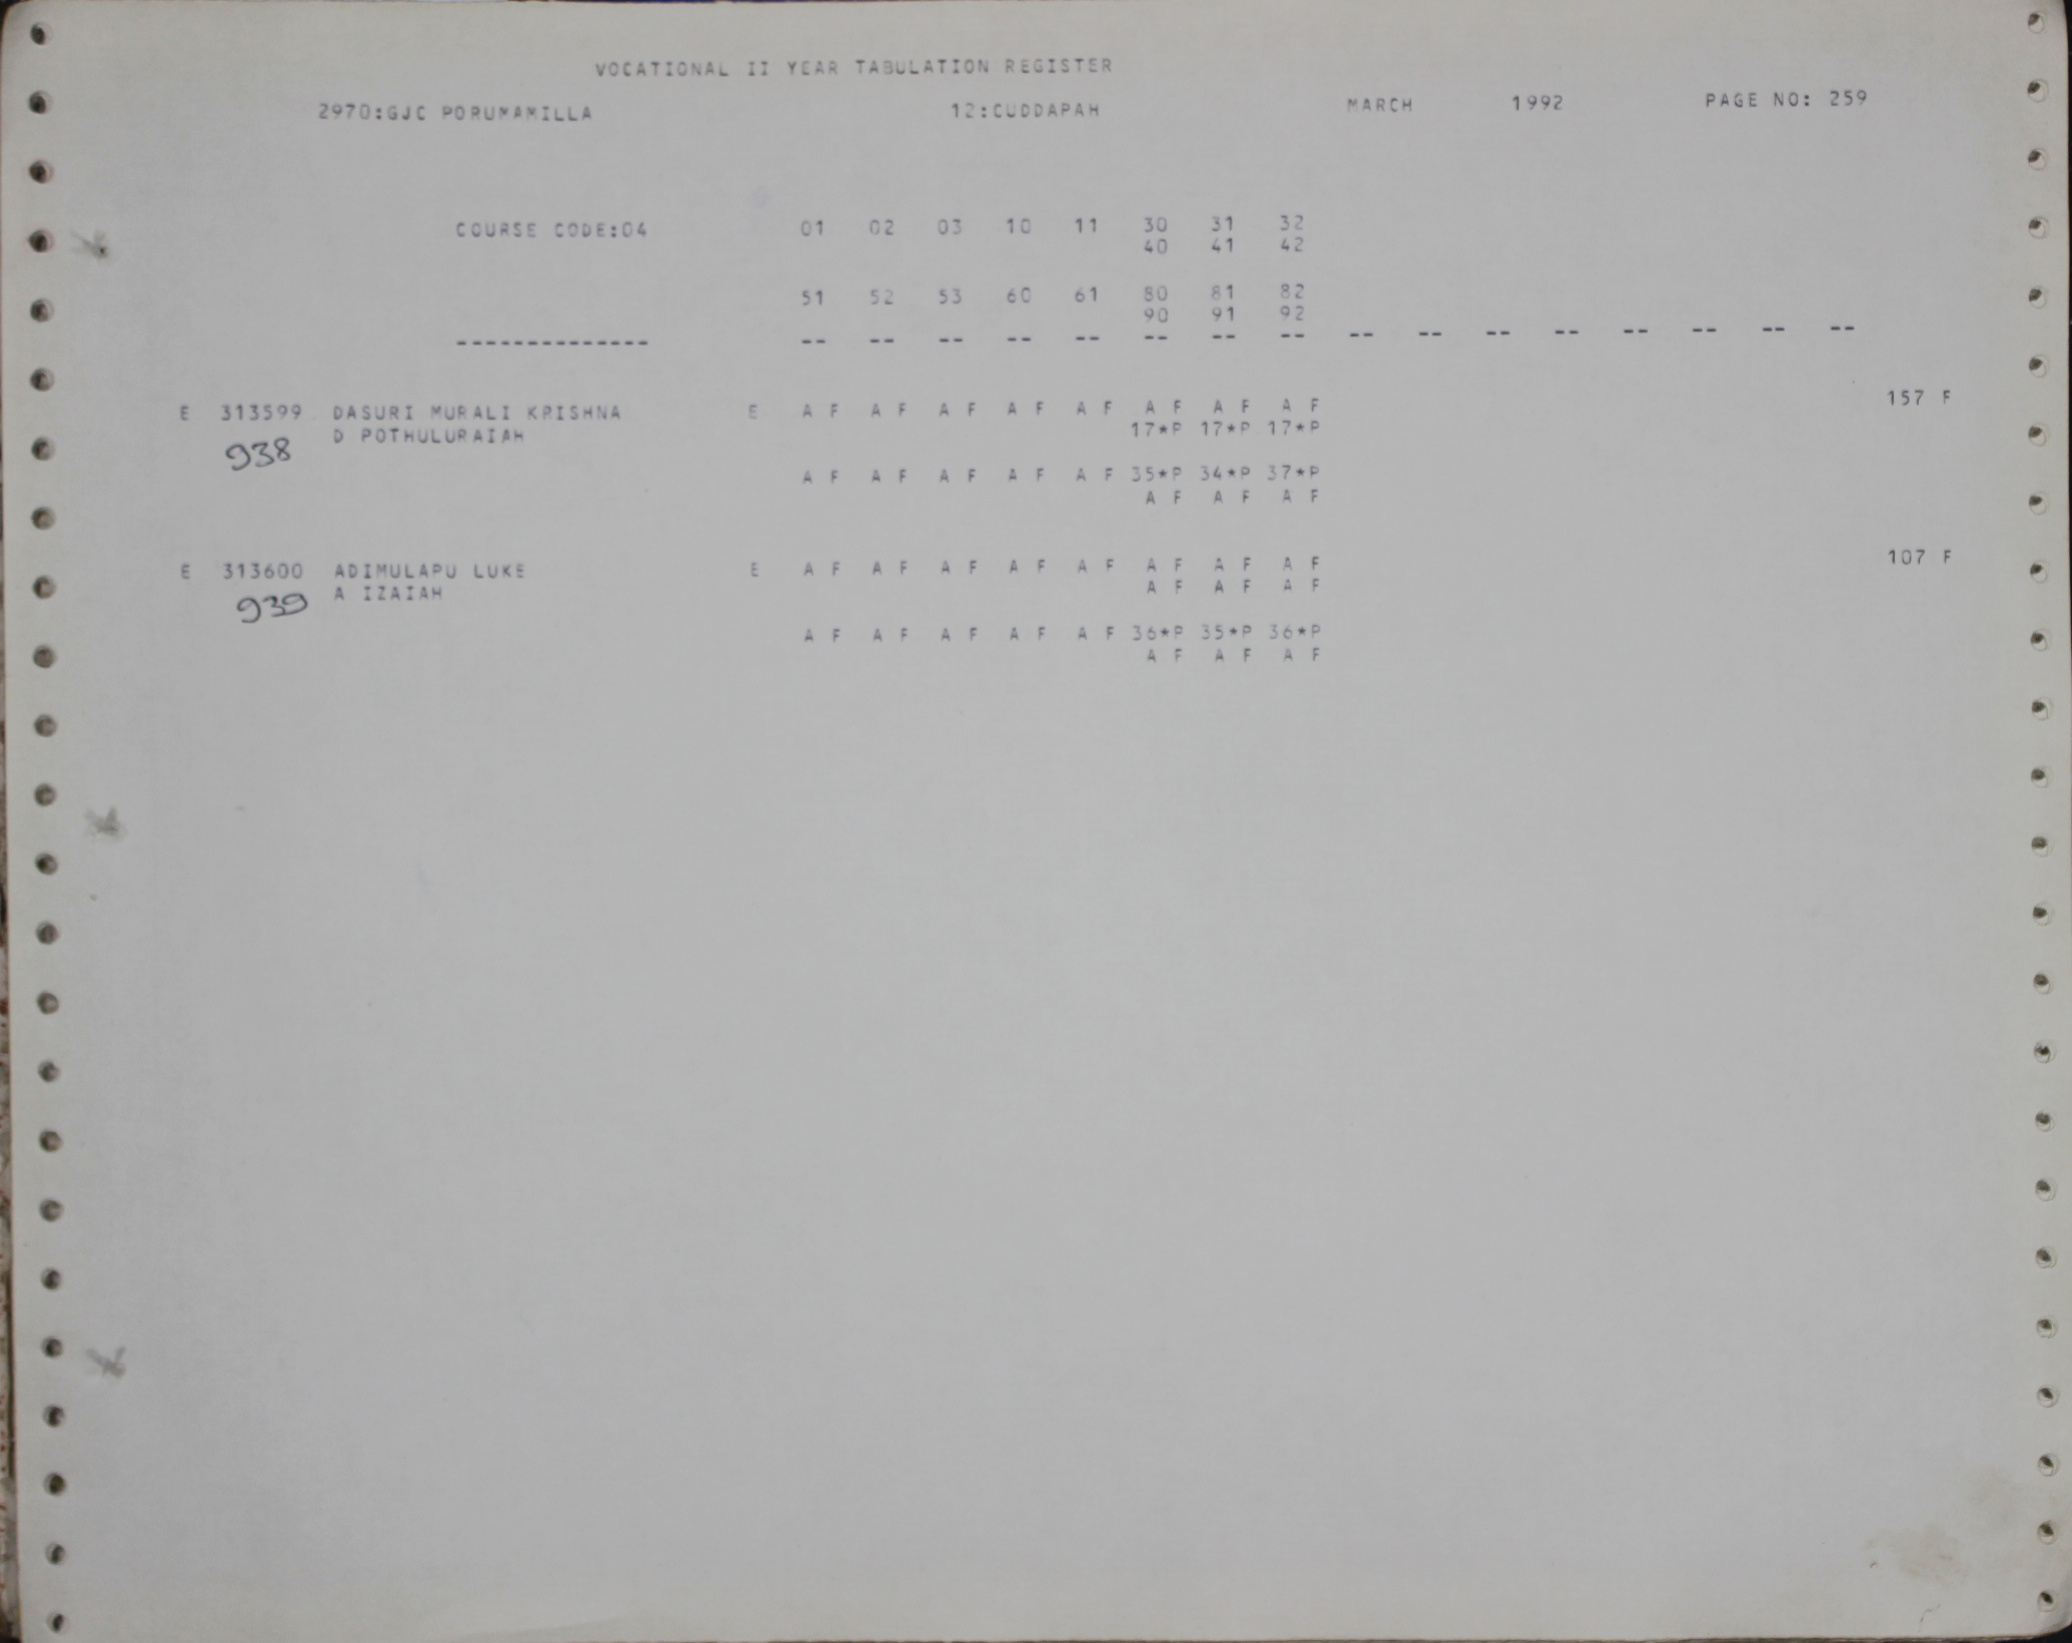 VOCATIONAL II YEAR TABULATION REGISTER
2970:GJC PORUMAMILLA 12:CUDDAPAH MARCH 1992 PAGE NO: 259
COURSE CODE:04 01 02 03 10 11 30 31 32
40 41 42
51 52 53 60 61 80 81 82
90 91 92
-------------- -- -- -- -- -- -- -- -- -- -- -- -- -- -- -- --
E 313599 DASURI MURALI KRISHNA E A F A F A F A F A F A F A F A F 157 F
938 D POTHULURAIAH 17*P 17*P 17*P
A F A F A F A F A F 35*P 34*P 37*P
A F A F A F
E 313600 ADIMULAPU LUKE E A F A F A F A F A F A F A F A F 107 F
939 A IZAIAH A F A F A F
A F A F A F A F A F 36*P 35*P 36*P
A F A F A F